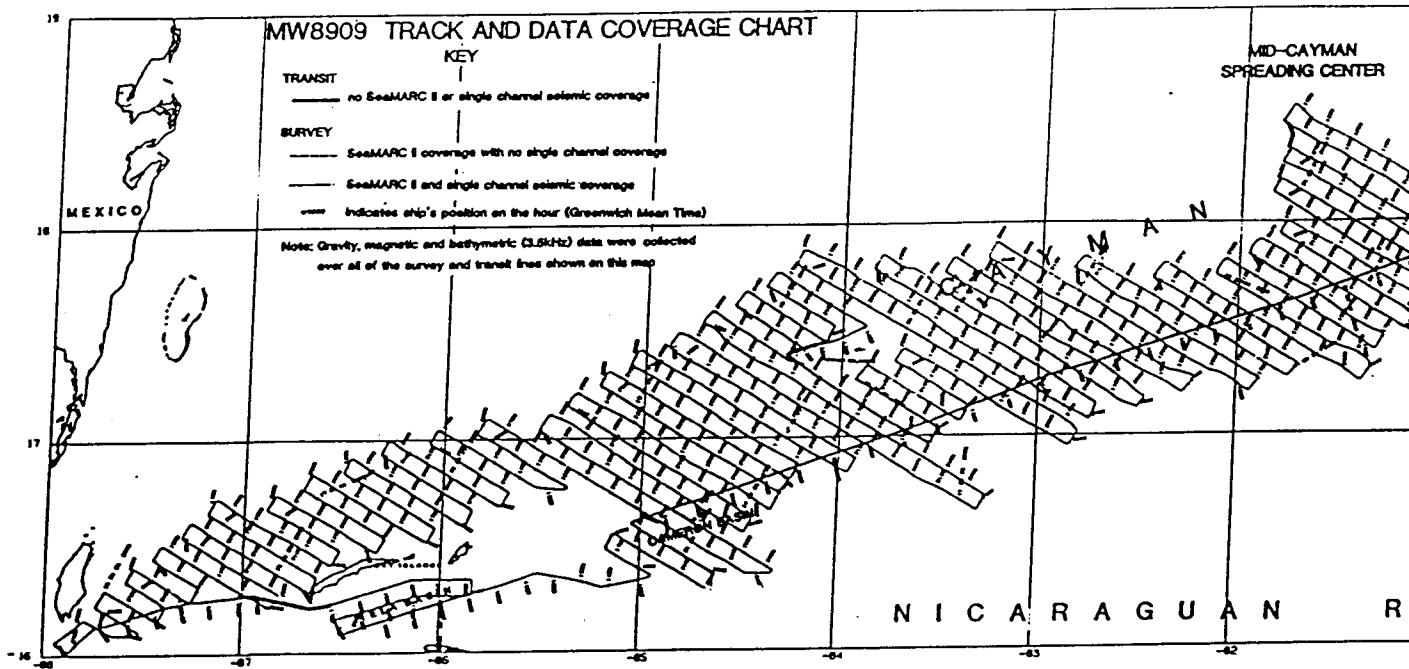 19
MW8909 TRACK AND DATA COVERAGE CHART
KEY
TRANSIT
no SeaMARC II or single channel seismic coverage
SURVEY
SeaMARC II coverage with no single channel coverage
SeaMARC II and single channel seismic coverage
Indicates ship's position on the hour (Greenwich Mean Time)
Note: Gravity, magnetic and bathymetric (3.5kHz) data were collected
over all of the survey and transit lines shown on this map
MID-CAYMAN
SPREADING CENTER
MEXICO
18
CAYMAN
17
NICARAGUAN R
16
-88
-87
-86
-85
-84
-83
-82